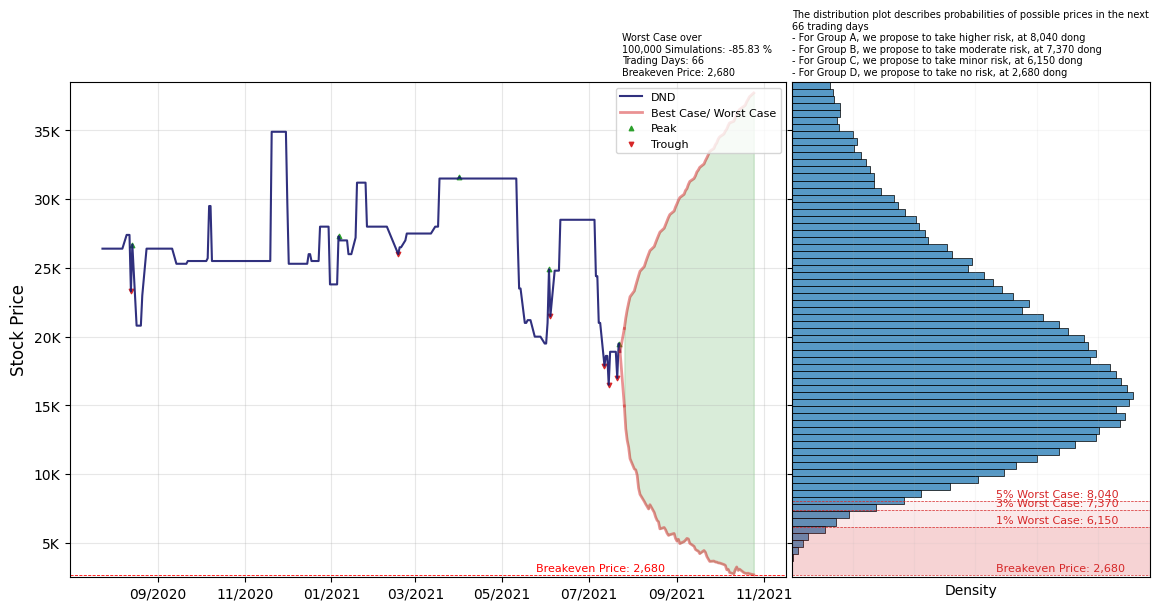 The distribution plot describes probabilities of possible prices in the next
66 trading days
- For Group A, we propose to take higher risk, at 8,040 dong
- For Group B, we propose to take moderate risk, at 7,370 dong
- For Group C, we propose to take minor risk, at 6,150 dong
- For Group D, we propose to take no risk, at 2,680 dong
Worst Case over
100,000 Simulations: -85.83 %
Trading Days: 66
Breakeven Price: 2,680
DND
Best Case/ Worst Case
Peak
Trough
Stock Price
35K
30K
25K
20K
15K
10K
5K
Breakeven Price: 2,680
09/2020
11/2020
01/2021
03/2021
05/2021
07/2021
09/2021
11/2021
5% Worst Case: 8,040
3% Worst Case: 7,370
1% Worst Case: 6,150
Breakeven Price: 2,680
Density